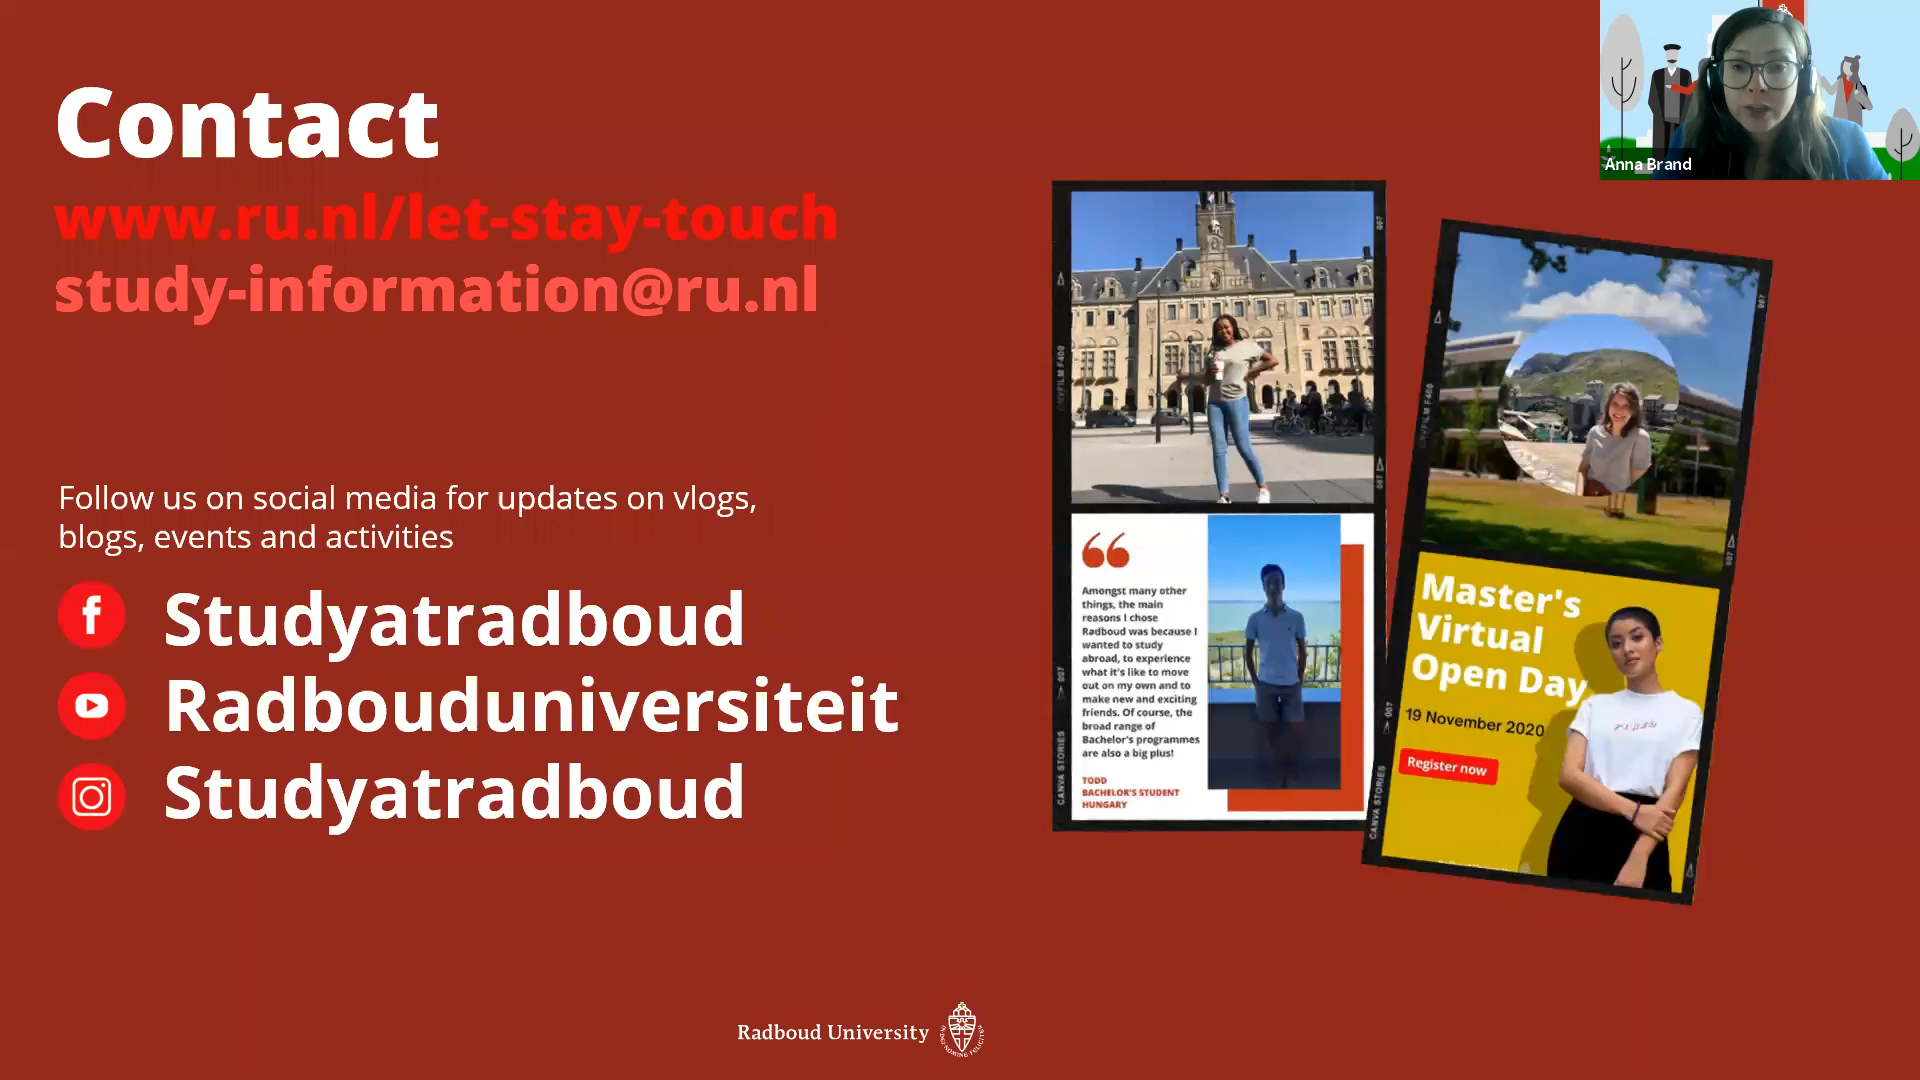 Contact
www.ru.nl/let-stay-touch
study-information@ru.nl
Follow us on social media for updates on vlogs,
blogs, events and activities
Studyatradboud
Radbouduniversiteit
Studyatradboud
Anna Brand
Amongst many other
things, the main
reasons I chose
Radboud was because I
wanted to study
abroad, to experience
what it's like to move
out on my own and to
make new and exciting
friends. Of course, the
broad range of
Bachelor's programmes
are also a big plus!
TODD
BACHELOR'S STUDENT
HUNGARY
CANVA STORIES
Master's
Virtual
Open Day
19 November 2020
Register now
CANVA STORIES
Radboud University